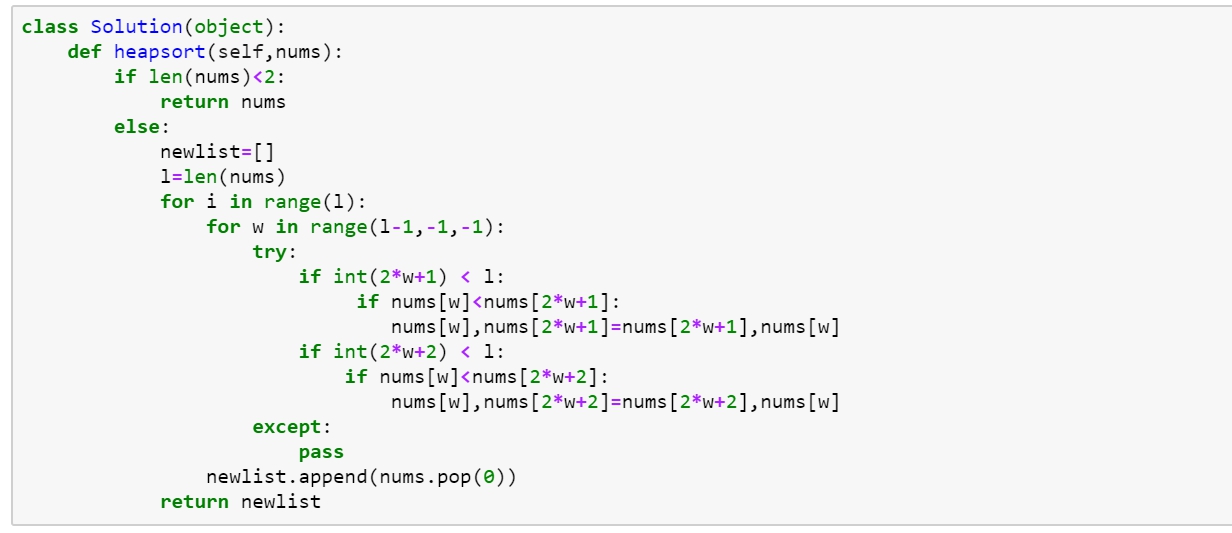 class Solution(object):
    def heapsort(self,nums):
        if len(nums)<2:
            return nums
        else:
            newlist=[]
            l=len(nums)
            for i in range(l):
                for w in range(l-1,-1,-1):
                    try:
                        if int(2*w+1) < l:
                             if nums[w]<nums[2*w+1]:
                                nums[w],nums[2*w+1]=nums[2*w+1],nums[w]
                        if int(2*w+2) < l:
                            if nums[w]<nums[2*w+2]:
                                nums[w],nums[2*w+2]=nums[2*w+2],nums[w]
                    except:
                        pass
                newlist.append(nums.pop(0))
            return newlist